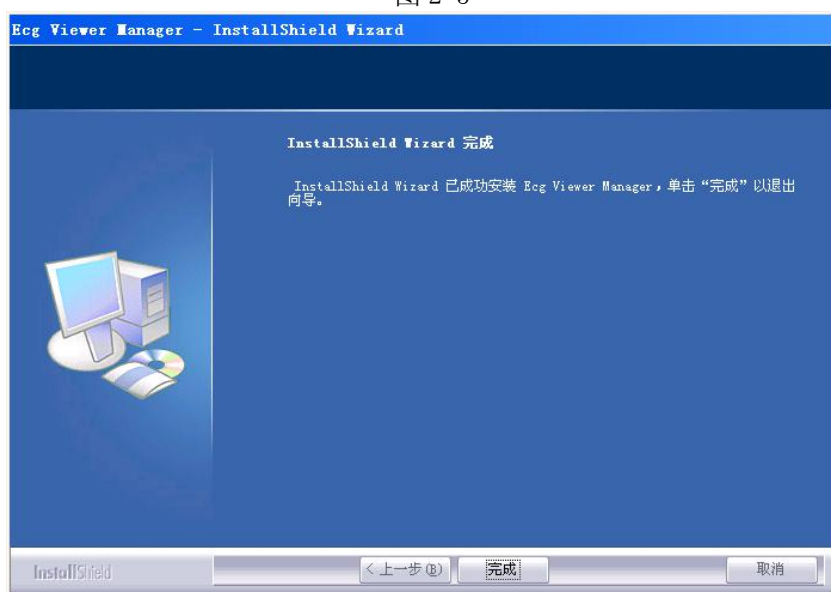 Ecg Viewer Manager - InstallShield Wizard
InstallShield Wizard 完成
InstallShield Wizard 已成功安装 Ecg Viewer Manager，单击“完成”以退出
向导。
InstallShield
< 上一步(B)
完成
取消